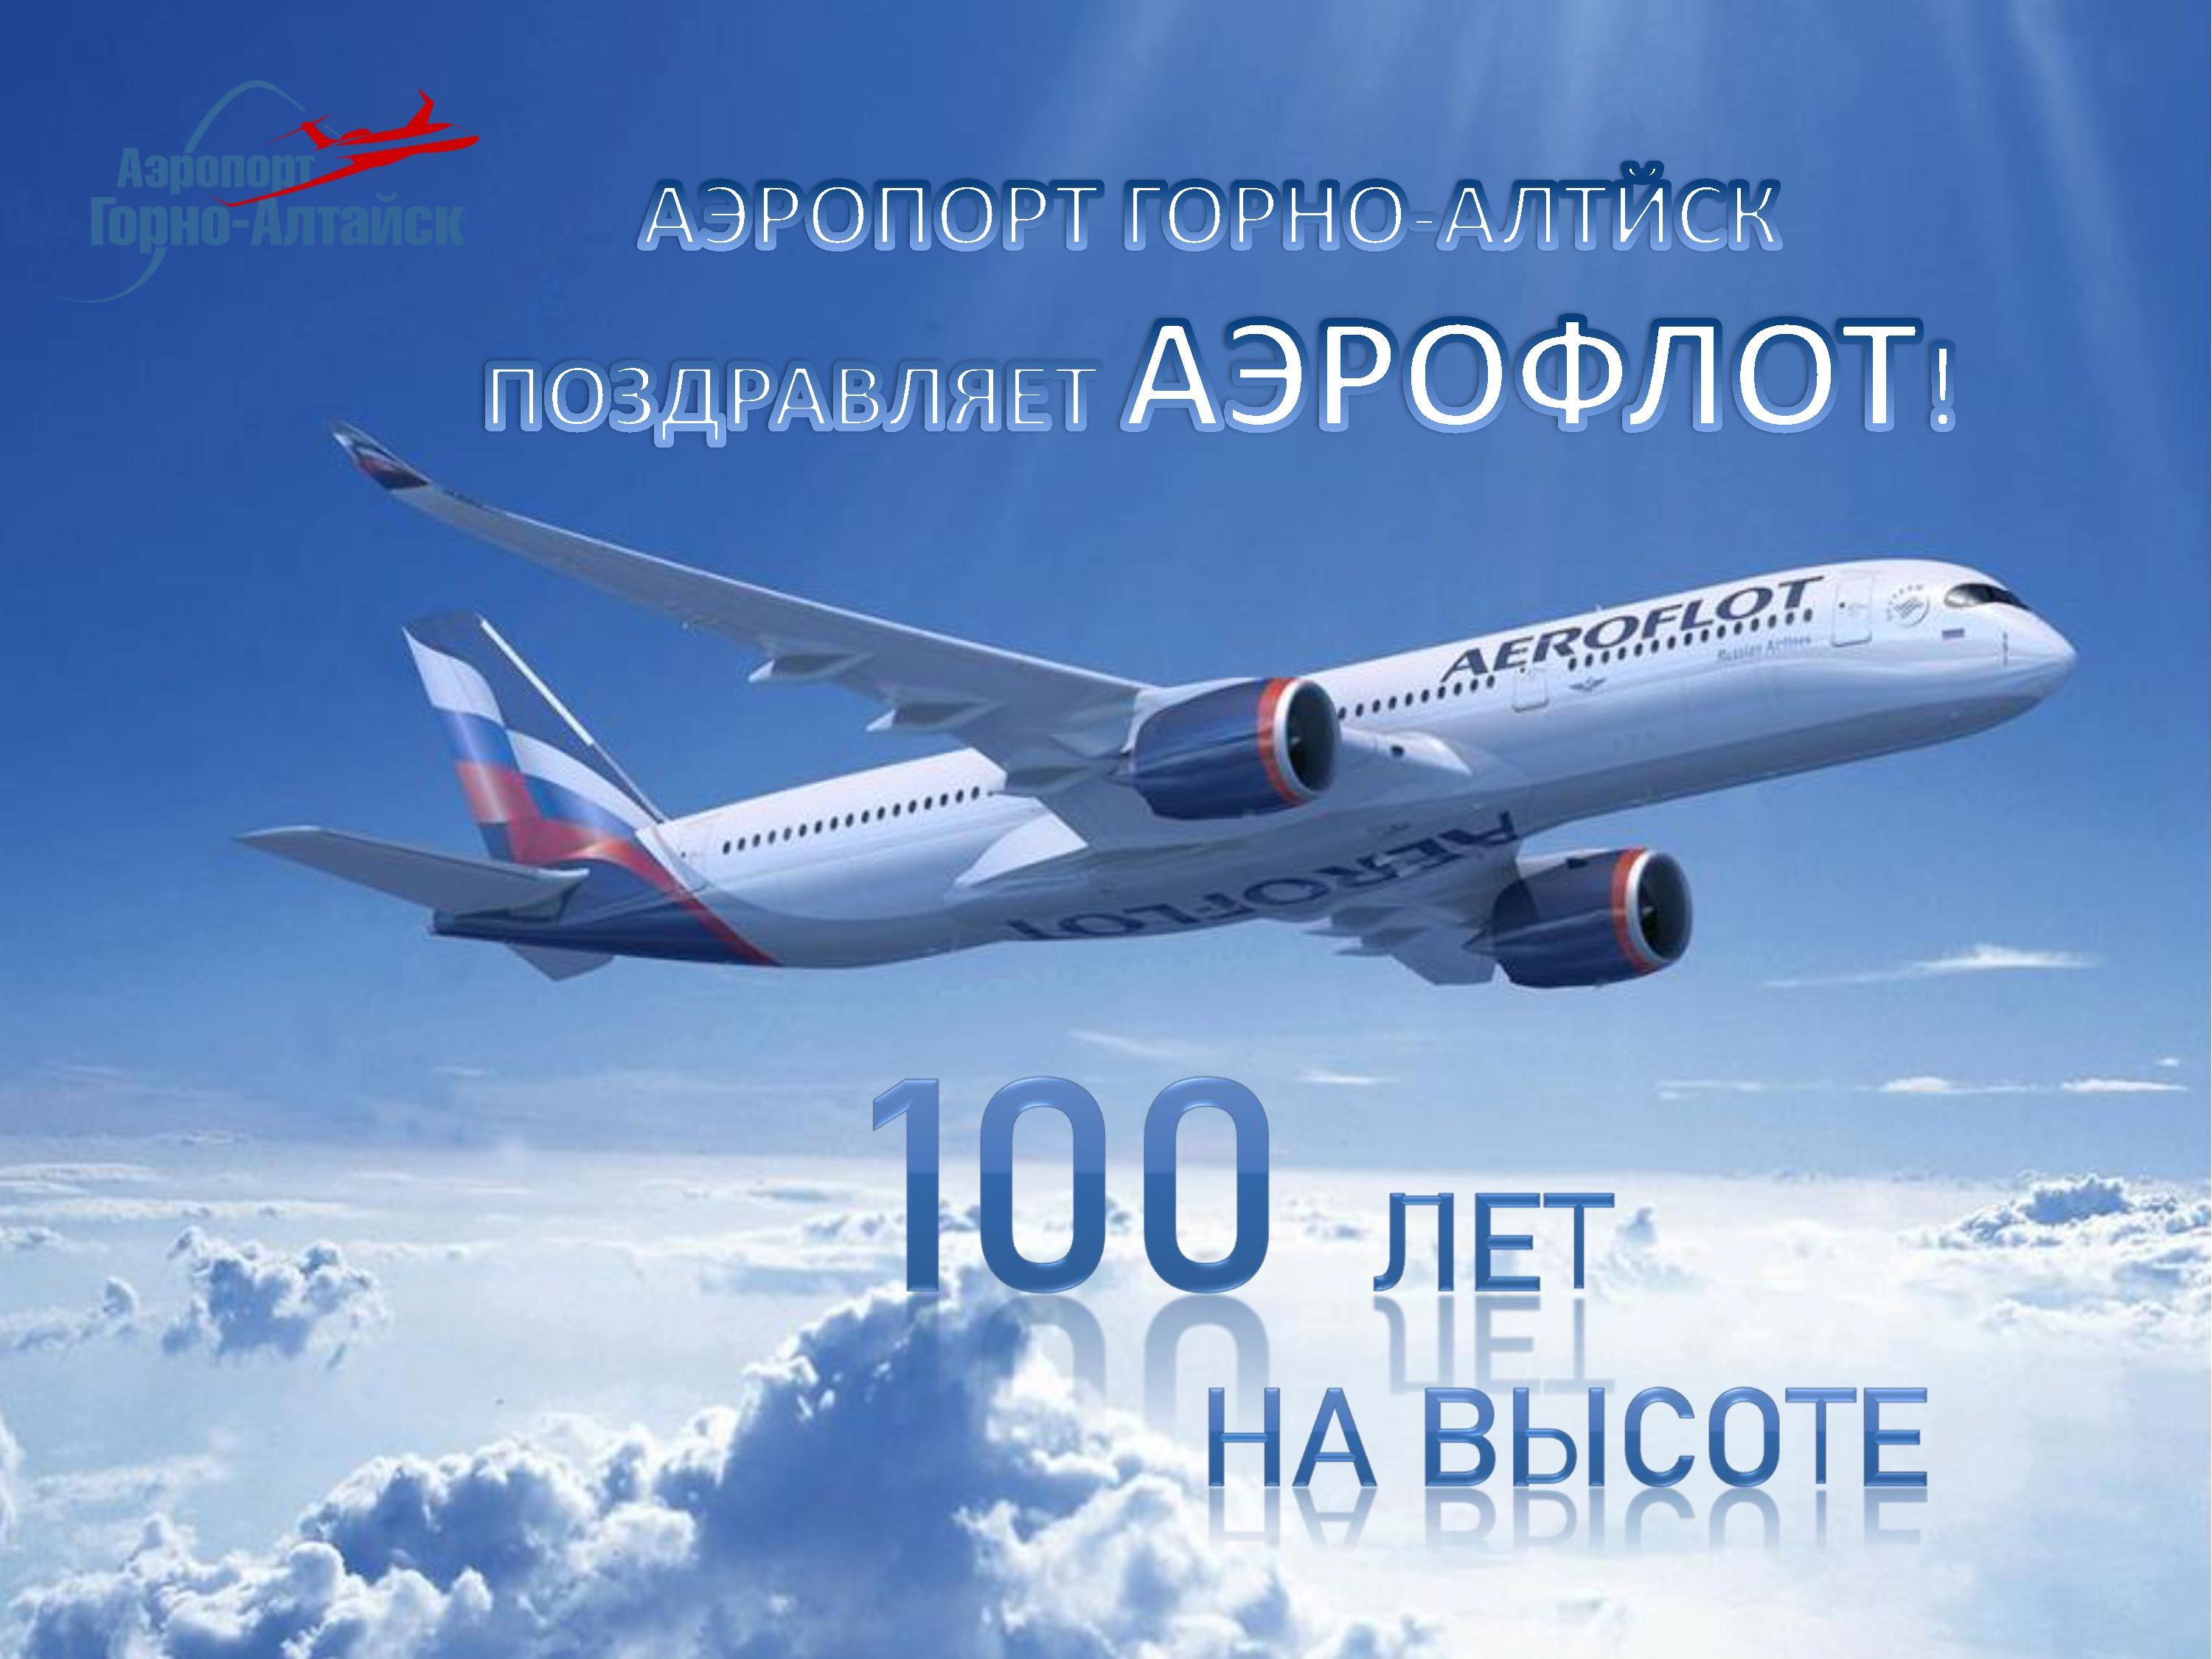 Аэропорт
Горно-Алтайск
АЭРОПОРТ ГОРНО-АЛТЙСК
ПОЗДРАВЛЯЕТ АЭРОФЛОТ!
AEROFLOT
Russian Airlines
AEROFLOT
100 ЛЕТ
НА ВЫСОТЕ